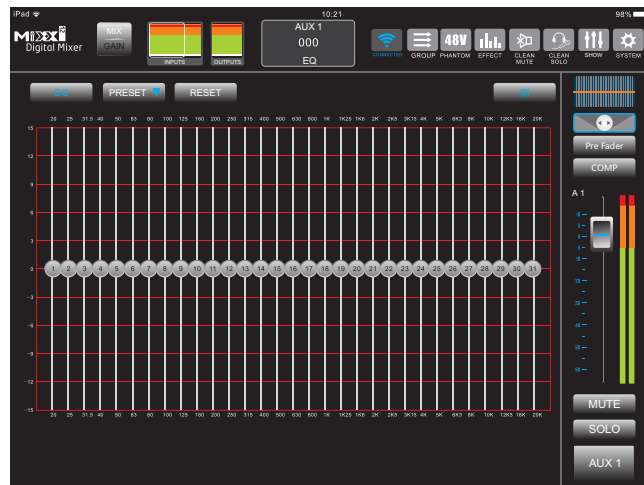 iPad 10:21 98%
MiXX Digital Mixer
MIX
GAIN
INPUTS
OUTPUTS
AUX 1
000
EQ
CONNECTED
GROUP
48V
PHANTOM
EFFECT
CLEAN MUTE
CLEAN SOLO
SHOW
SYSTEM
EQ PRESET RESET
20 25 31.5 40 50 63 80 100 125 160 200 250 315 400 500 630 800 1K 1K25 1K6 2K 2K5 3K15 4K 5K 6K3 8K 10K 12K5 16K 20K
15
12
9
6
3
0
-3
-6
-9
-12
-15
1 2 3 4 5 6 7 8 9 10 11 12 13 14 15 16 17 18 19 20 21 22 23 24 25 26 27 28 29 30 31
20 25 31.5 40 50 63 80 100 125 160 200 250 315 400 500 630 800 1K 1K25 1K6 2K 2K5 3K15 4K 5K 6K3 8K 10K 12K5 16K 20K
Pre Fader
COMP
A 1
MUTE
SOLO
AUX 1